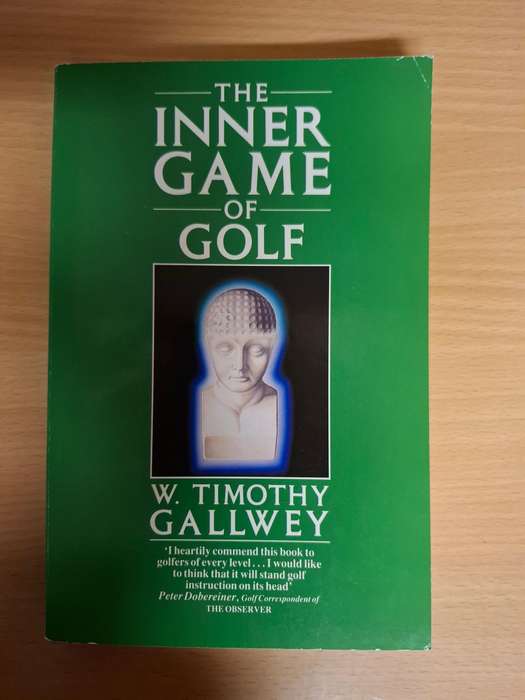 THE
INNER
GAME
OF
GOLF
W. TIMOTHY
GALLWEY
'I heartily commend this book to
golfers of every level . . . I would like
to think that it will stand golf
instruction on its head'
Peter Dobereiner, Golf Correspondent of
THE OBSERVER